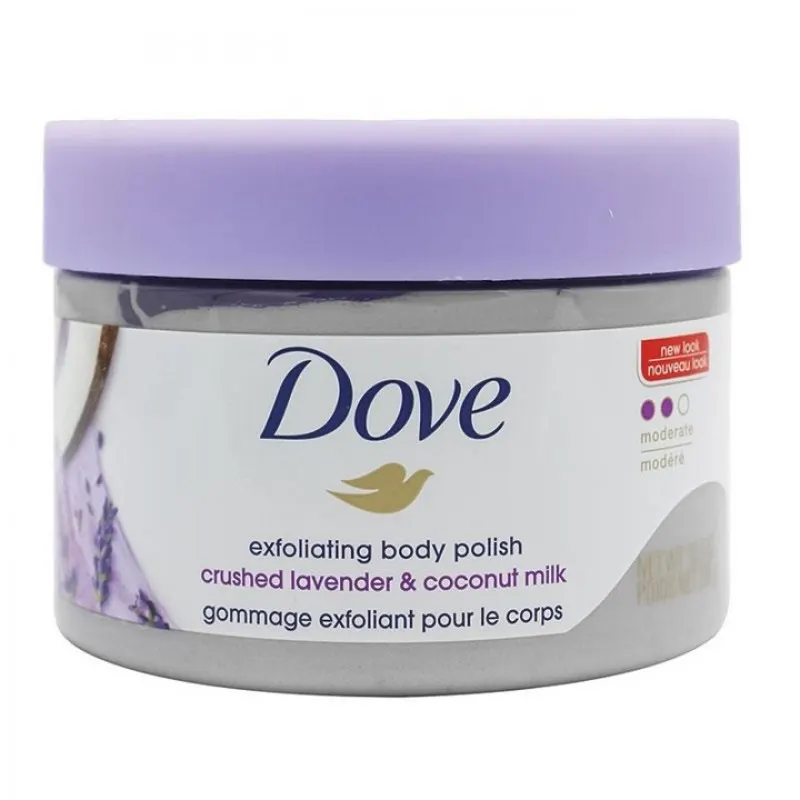 Dove
exfoliating body polish
crushed lavender & coconut milk
gommage exfoliant pour le corps
new look
nouveau look
moderate
modéré